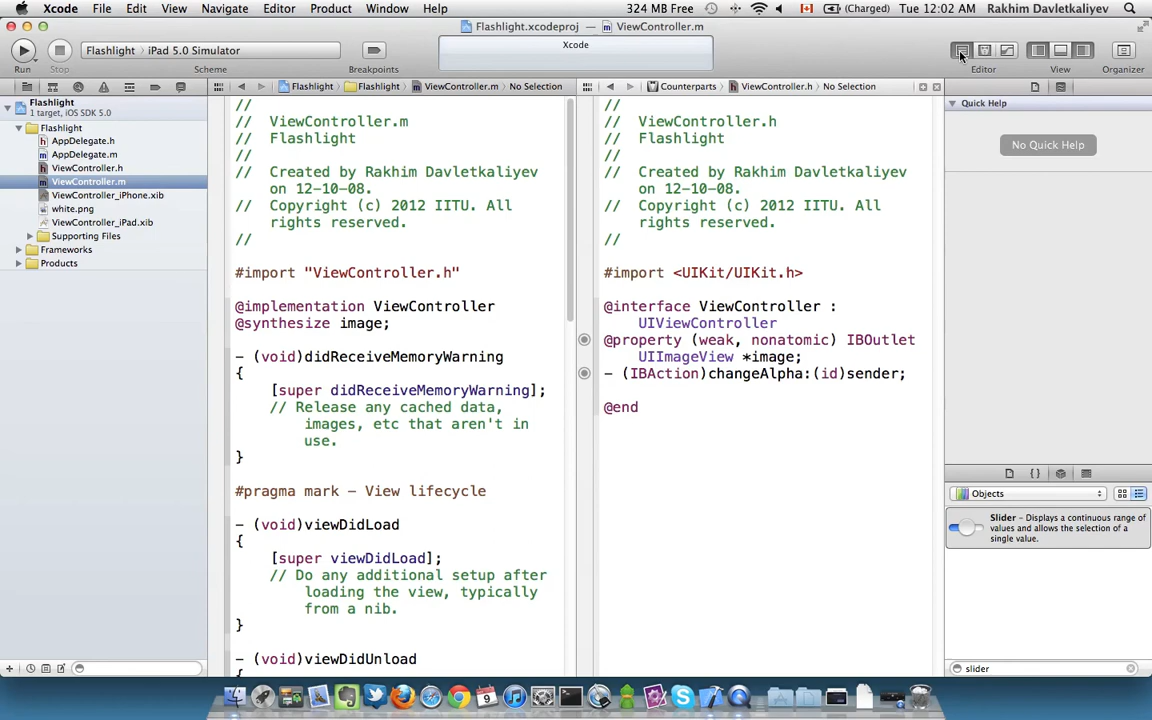 Xcode File Edit View Navigate Editor Product Window Help 324 MB Free (Charged) Tue 12:02 AM Rakhim Davletkaliyev
Flashlight.xcodeproj — ViewController.m
Flashlight › iPad 5.0 Simulator
Xcode
Run Stop Scheme Breakpoints Editor View Organizer
Flashlight › Flashlight › ViewController.m › No Selection
Counterparts › ViewController.h › No Selection
Flashlight
1 target, iOS SDK 5.0
Flashlight
AppDelegate.h
AppDelegate.m
ViewController.h
ViewController.m
ViewController_iPhone.xib
white.png
ViewController_iPad.xib
Supporting Files
Frameworks
Products
//
// ViewController.m
// Flashlight
//
// Created by Rakhim Davletkaliyev
on 12-10-08.
// Copyright (c) 2012 IITU. All
rights reserved.
//
#import "ViewController.h"
@implementation ViewController
@synthesize image;
- (void)didReceiveMemoryWarning
{
[super didReceiveMemoryWarning];
// Release any cached data,
images, etc that aren't in
use.
}
#pragma mark - View lifecycle
- (void)viewDidLoad
{
[super viewDidLoad];
// Do any additional setup after
loading the view, typically
from a nib.
}
- (void)viewDidUnload
{
//
// ViewController.h
// Flashlight
//
// Created by Rakhim Davletkaliyev
on 12-10-08.
// Copyright (c) 2012 IITU. All
rights reserved.
//
#import <UIKit/UIKit.h>
@interface ViewController :
UIViewController
@property (weak, nonatomic) IBOutlet
UIImageView *image;
- (IBAction)changeAlpha:(id)sender;
@end
Quick Help
No Quick Help
Objects
Slider - Displays a continuous range of
values and allows the selection of a
single value.
slider